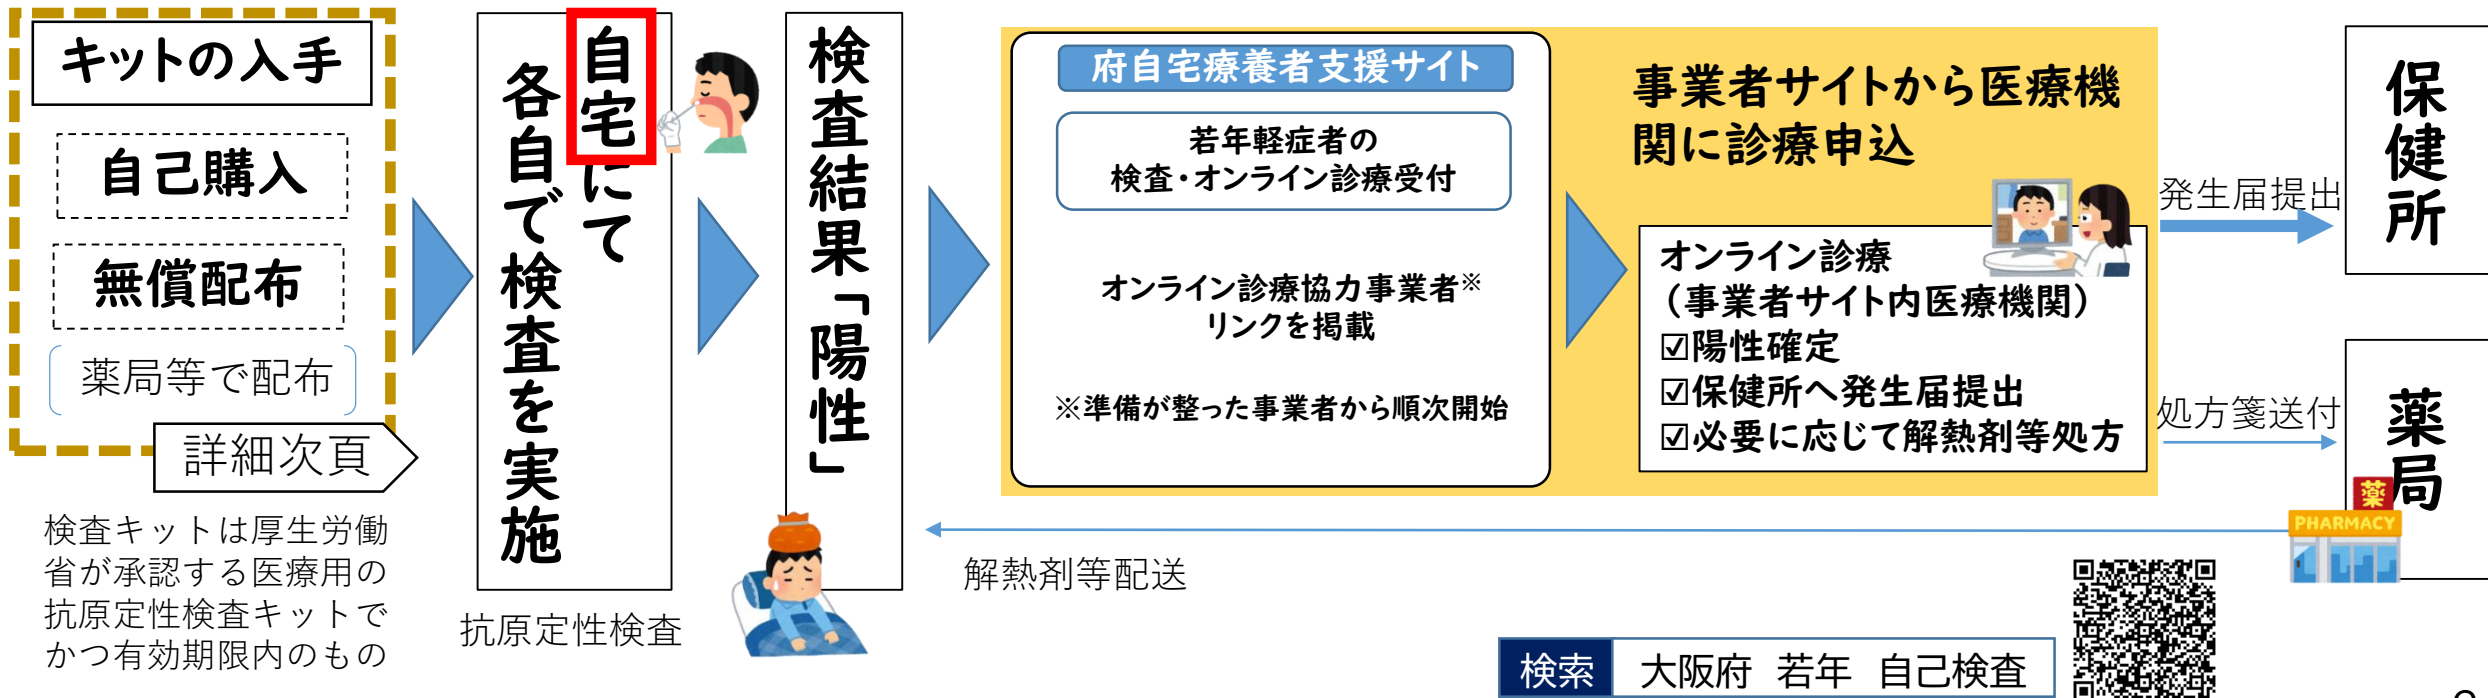 キットの入手
自己購入
無償配布
薬局等で配布
詳細次頁
検査キットは厚生労働
省が承認する医療用の
抗原定性検査キットで
かつ有効期限内のもの
自宅にて
各自で検査を実施
抗原定性検査
検査結果「陽性」
府自宅療養者支援サイト
若年軽症者の
検査・オンライン診療受付
オンライン診療協力事業者※
リンクを掲載
※準備が整った事業者から順次開始
事業者サイトから医療機
関に診療申込
オンライン診療
（事業者サイト内医療機関）
☑陽性確定
☑保健所へ発生届提出
☑必要に応じて解熱剤等処方
発生届提出
保健所
処方箋送付
薬局
薬
PHARMACY
解熱剤等配送
検索 大阪府 若年 自己検査